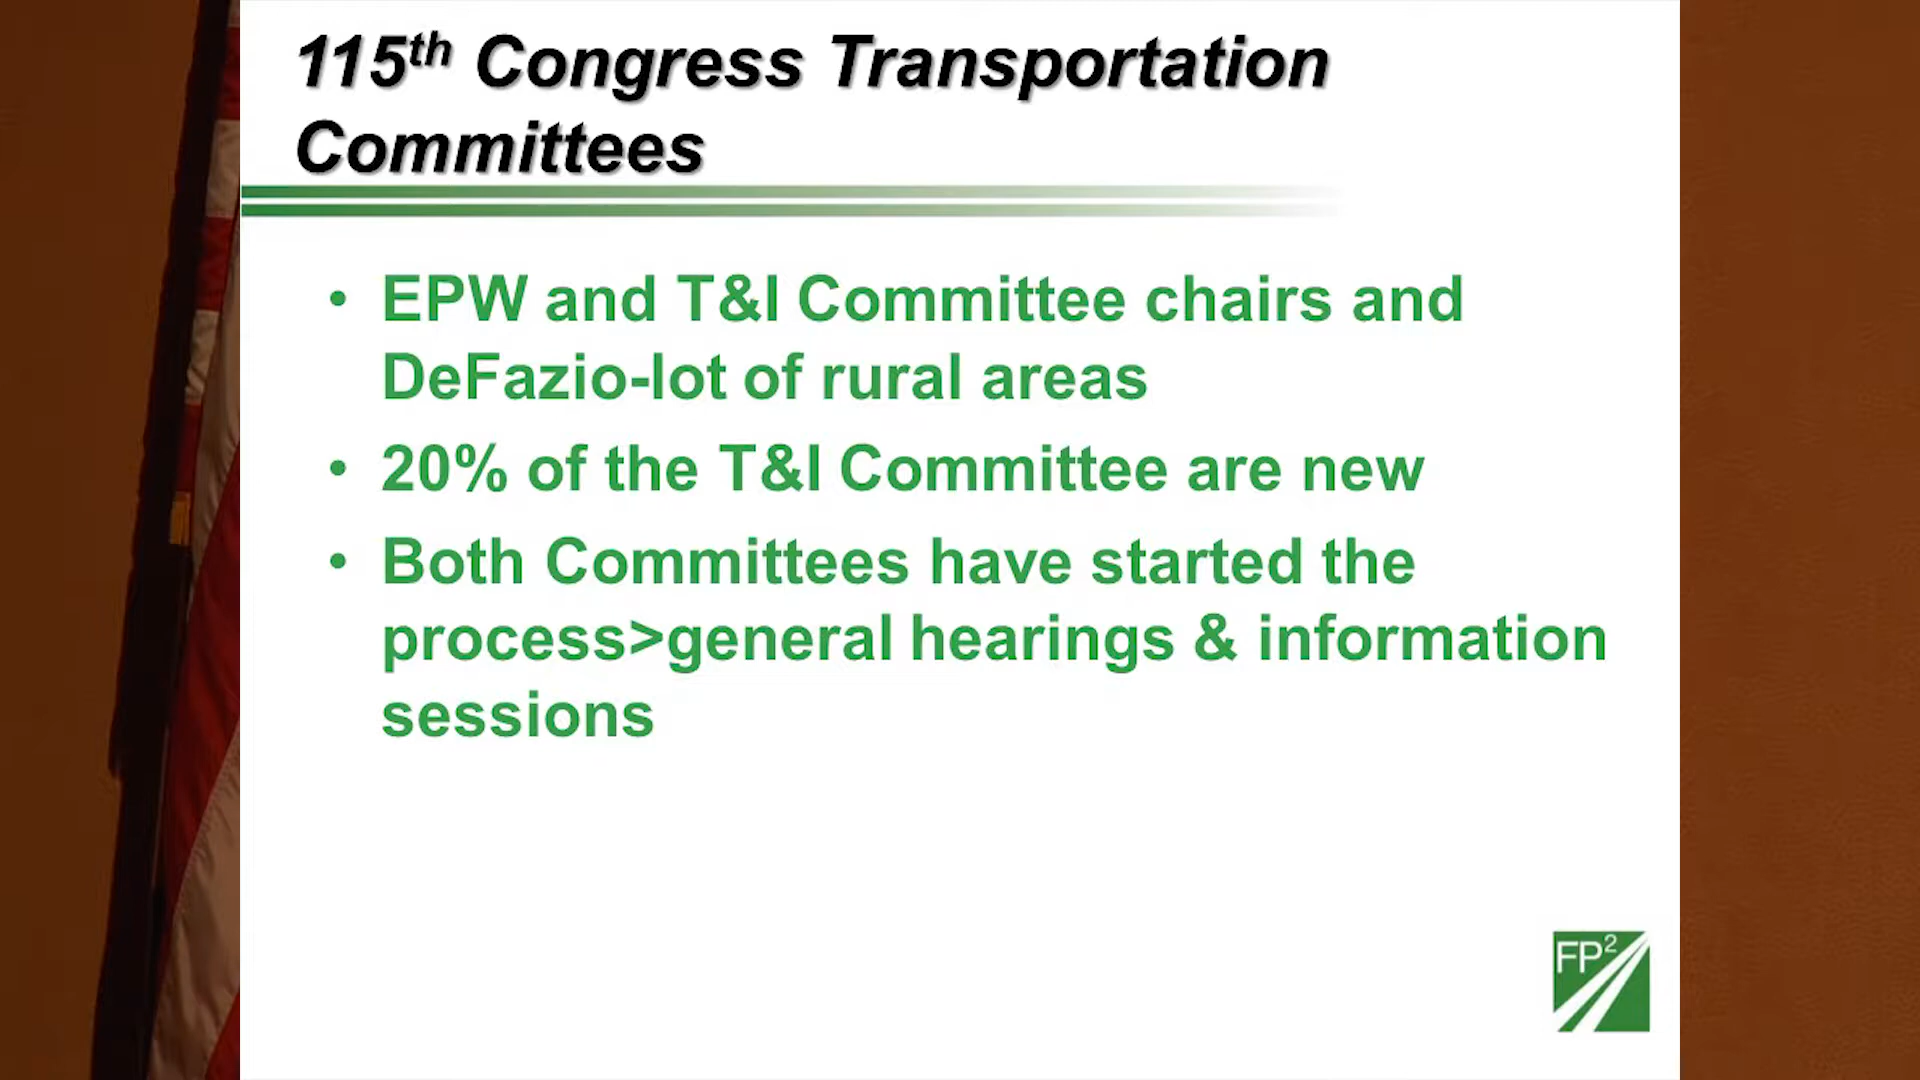 115th Congress Transportation
Committees
• EPW and T&I Committee chairs and
DeFazio-lot of rural areas
• 20% of the T&I Committee are new
• Both Committees have started the
process>general hearings & information
sessions
FP²